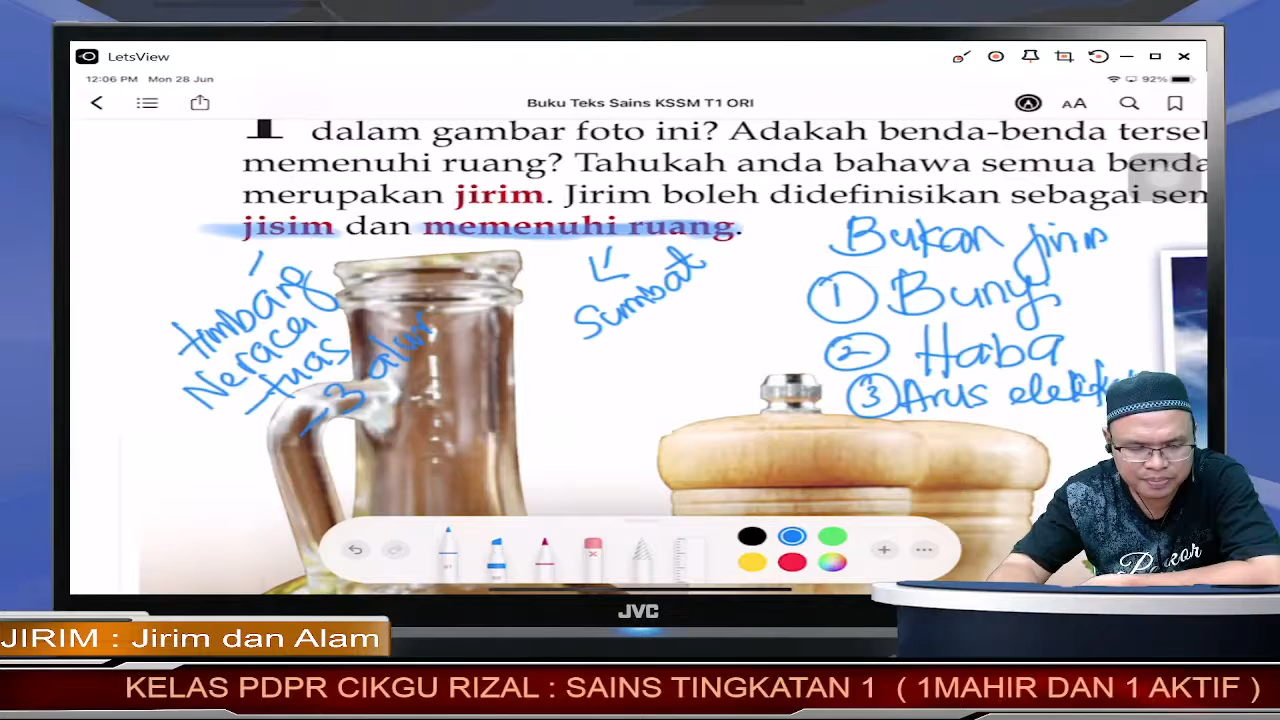 LetsView
12:06 PM Mon 28 Jun
92%
Buku Teks Sains KSSM T1 ORI
AA
dalam gambar foto ini? Adakah benda-benda terse
memenuhi ruang? Tahukah anda bahawa semua benda
merupakan jirim. Jirim boleh didefinisikan sebagai sem
jisim dan memenuhi ruang.
timbang
Neraca
- tuas
- 3 alur
Sumbat
Bukan jirim
1 Bunyi
2 Haba
3 Arus
JVC
JIRIM : Jirim dan Alam
KELAS PDPR CIKGU RIZAL : SAINS TINGKATAN 1 ( 1MAHIR DAN 1 AKTIF )